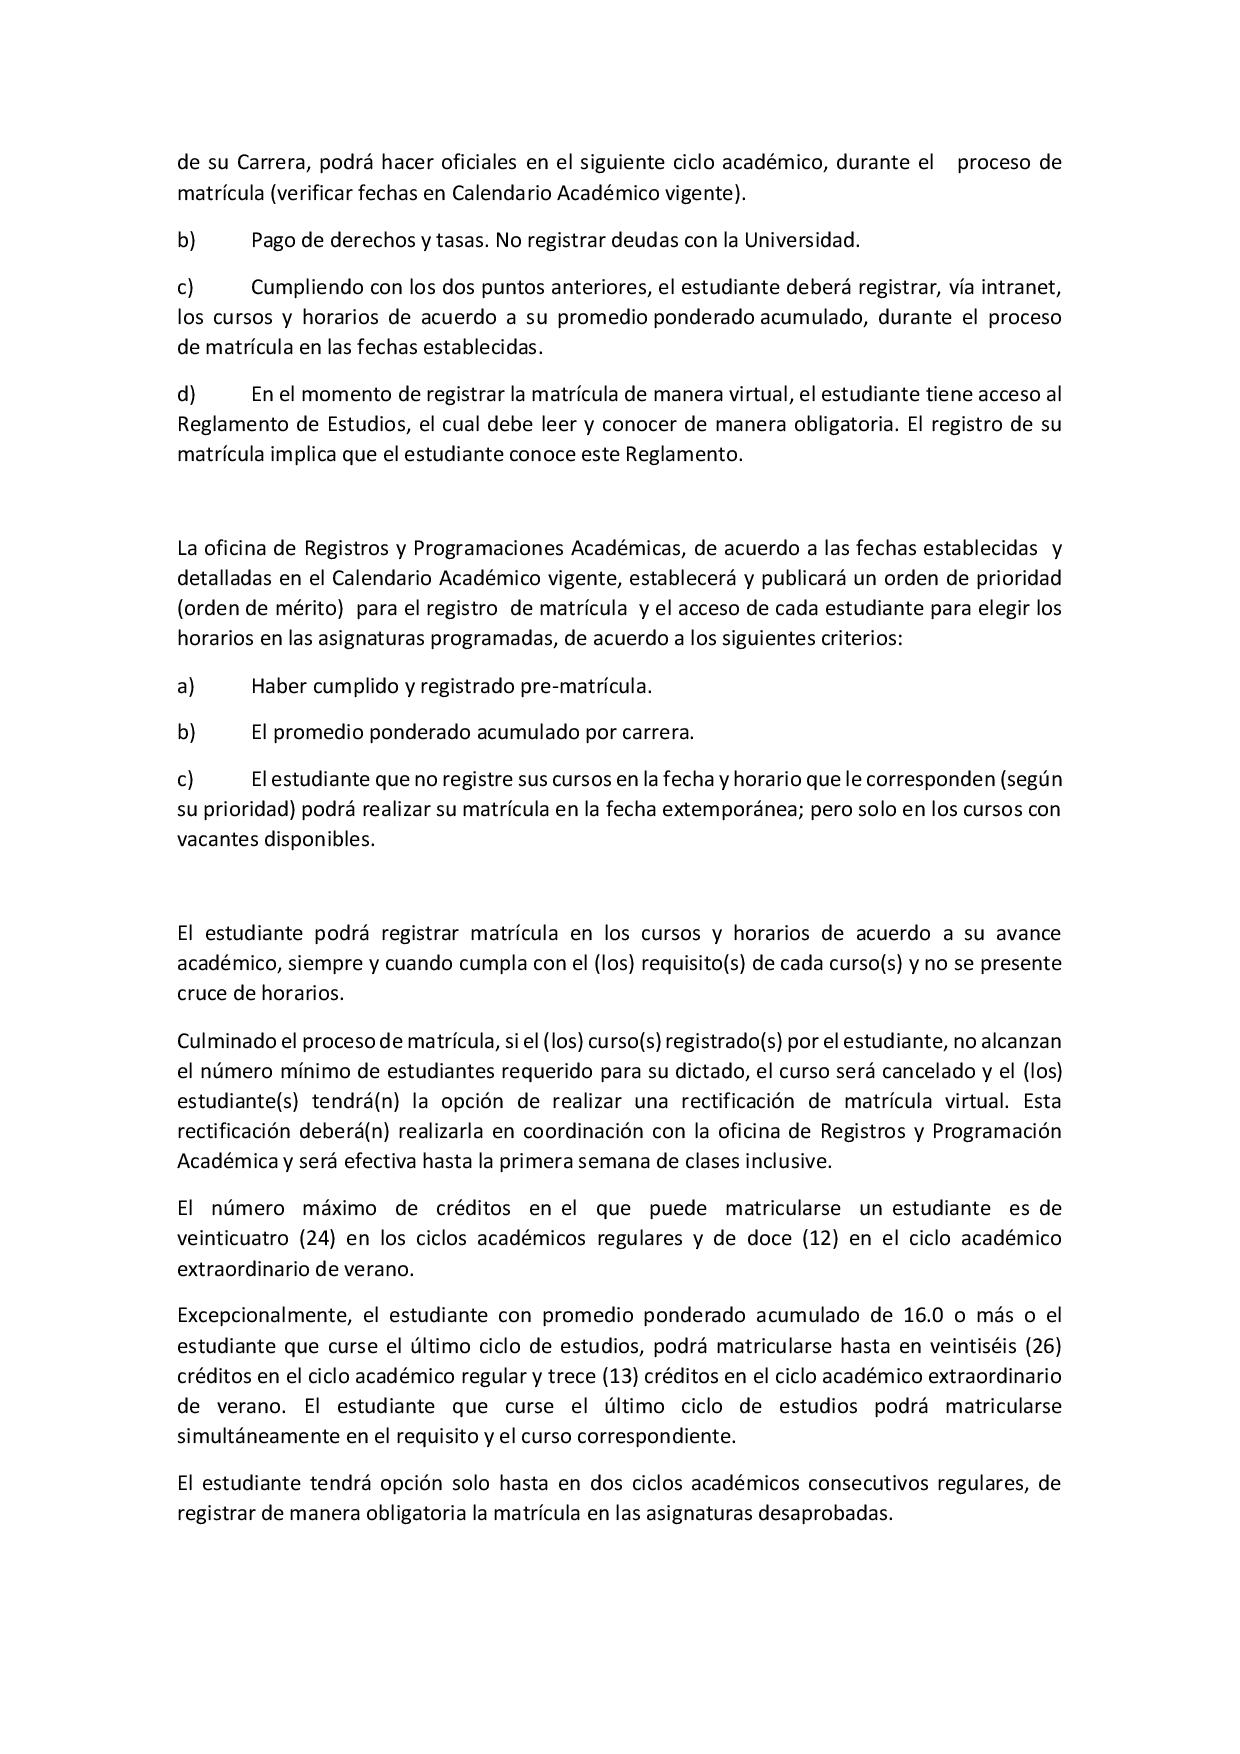 de su Carrera, podrá hacer oficiales en el siguiente ciclo académico, durante el proceso de
matrícula (verificar fechas en Calendario Académico vigente).
b) Pago de derechos y tasas. No registrar deudas con la Universidad.
c) Cumpliendo con los dos puntos anteriores, el estudiante deberá registrar, vía intranet,
los cursos y horarios de acuerdo a su promedio ponderado acumulado, durante el proceso
de matrícula en las fechas establecidas.
d) En el momento de registrar la matrícula de manera virtual, el estudiante tiene acceso al
Reglamento de Estudios, el cual debe leer y conocer de manera obligatoria. El registro de su
matrícula implica que el estudiante conoce este Reglamento.
La oficina de Registros y Programaciones Académicas, de acuerdo a las fechas establecidas y
detalladas en el Calendario Académico vigente, establecerá y publicará un orden de prioridad
(orden de mérito) para el registro de matrícula y el acceso de cada estudiante para elegir los
horarios en las asignaturas programadas, de acuerdo a los siguientes criterios:
a) Haber cumplido y registrado pre-matrícula.
b) El promedio ponderado acumulado por carrera.
c) El estudiante que no registre sus cursos en la fecha y horario que le corresponden (según
su prioridad) podrá realizar su matrícula en la fecha extemporánea; pero solo en los cursos con
vacantes disponibles.
El estudiante podrá registrar matrícula en los cursos y horarios de acuerdo a su avance
académico, siempre y cuando cumpla con el (los) requisito(s) de cada curso(s) y no se presente
cruce de horarios.
Culminado el proceso de matrícula, si el (los) curso(s) registrado(s) por el estudiante, no alcanzan
el número mínimo de estudiantes requerido para su dictado, el curso será cancelado y el (los)
estudiante(s) tendrá(n) la opción de realizar una rectificación de matrícula virtual. Esta
rectificación deberá(n) realizarla en coordinación con la oficina de Registros y Programación
Académica y será efectiva hasta la primera semana de clases inclusive.
El número máximo de créditos en el que puede matricularse un estudiante es de
veinticuatro (24) en los ciclos académicos regulares y de doce (12) en el ciclo académico
extraordinario de verano.
Excepcionalmente, el estudiante con promedio ponderado acumulado de 16.0 o más o el
estudiante que curse el último ciclo de estudios, podrá matricularse hasta en veintiséis (26)
créditos en el ciclo académico regular y trece (13) créditos en el ciclo académico extraordinario
de verano. El estudiante que curse el último ciclo de estudios podrá matricularse
simultáneamente en el requisito y el curso correspondiente.
El estudiante tendrá opción solo hasta en dos ciclos académicos consecutivos regulares, de
registrar de manera obligatoria la matrícula en las asignaturas desaprobadas.